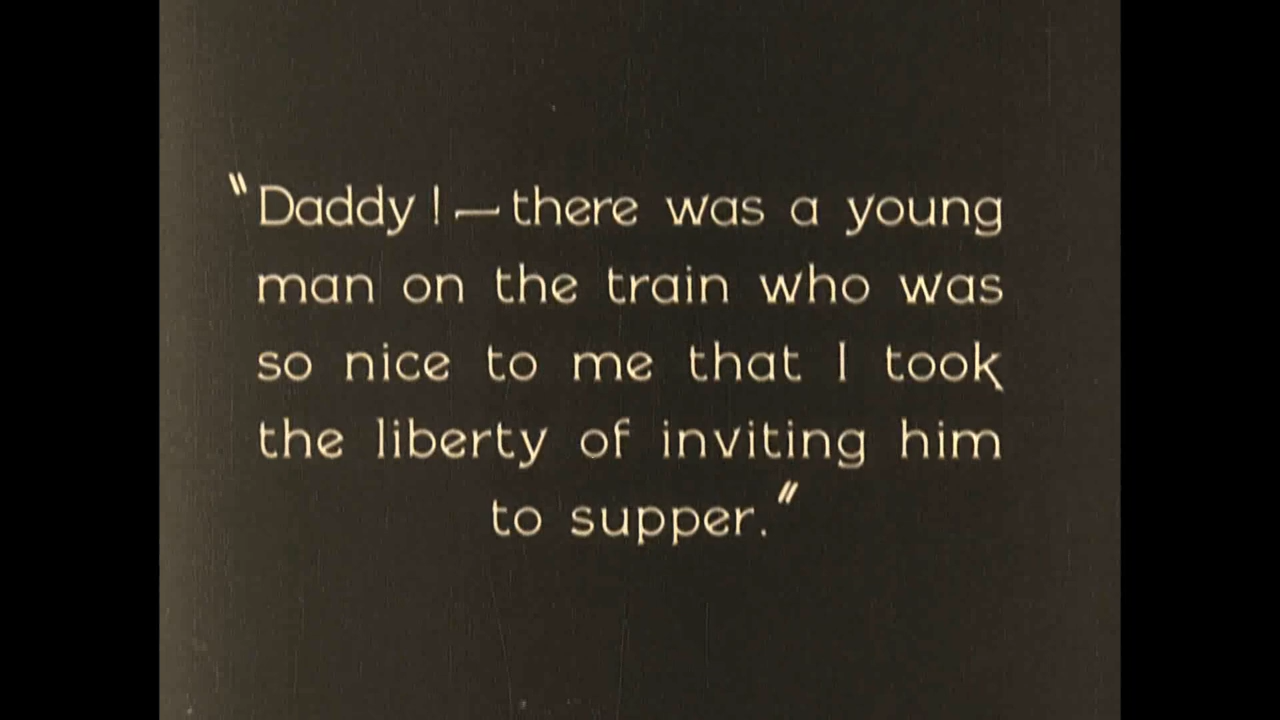 "Daddy! — there was a young
man on the train who was
so nice to me that I took
the liberty of inviting him
to supper."